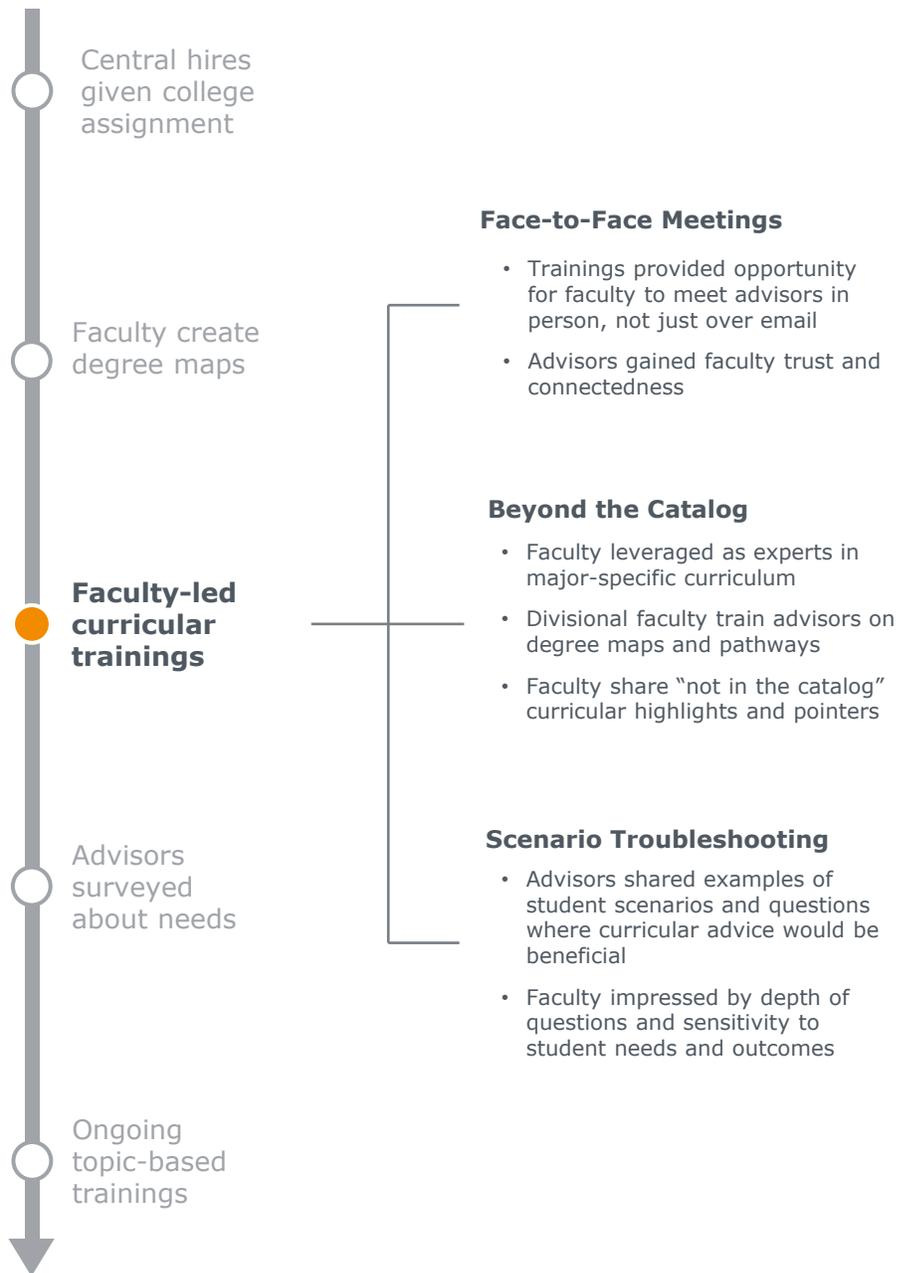 Central hires
given college
assignment
Faculty create
degree maps
Faculty-led
curricular
trainings
Advisors
surveyed
about needs
Ongoing
topic-based
trainings
Face-to-Face Meetings
• Trainings provided opportunity
for faculty to meet advisors in
person, not just over email
• Advisors gained faculty trust and
connectedness
Beyond the Catalog
• Faculty leveraged as experts in
major-specific curriculum
• Divisional faculty train advisors on
degree maps and pathways
• Faculty share “not in the catalog”
curricular highlights and pointers
Scenario Troubleshooting
• Advisors shared examples of
student scenarios and questions
where curricular advice would be
beneficial
• Faculty impressed by depth of
questions and sensitivity to
student needs and outcomes